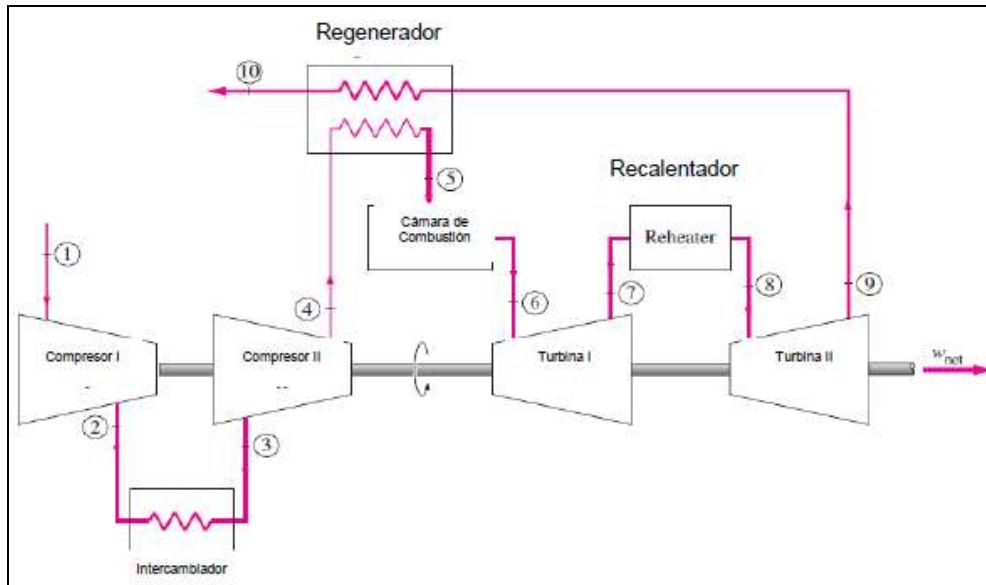 Regenerador
10
5
Recalentador
Cámara de
Combustión
Reheater
1
4
6
7
8
9
Compresor I
Compresor II
Turbina I
Turbina II
wnet
2
3
Intercambiador